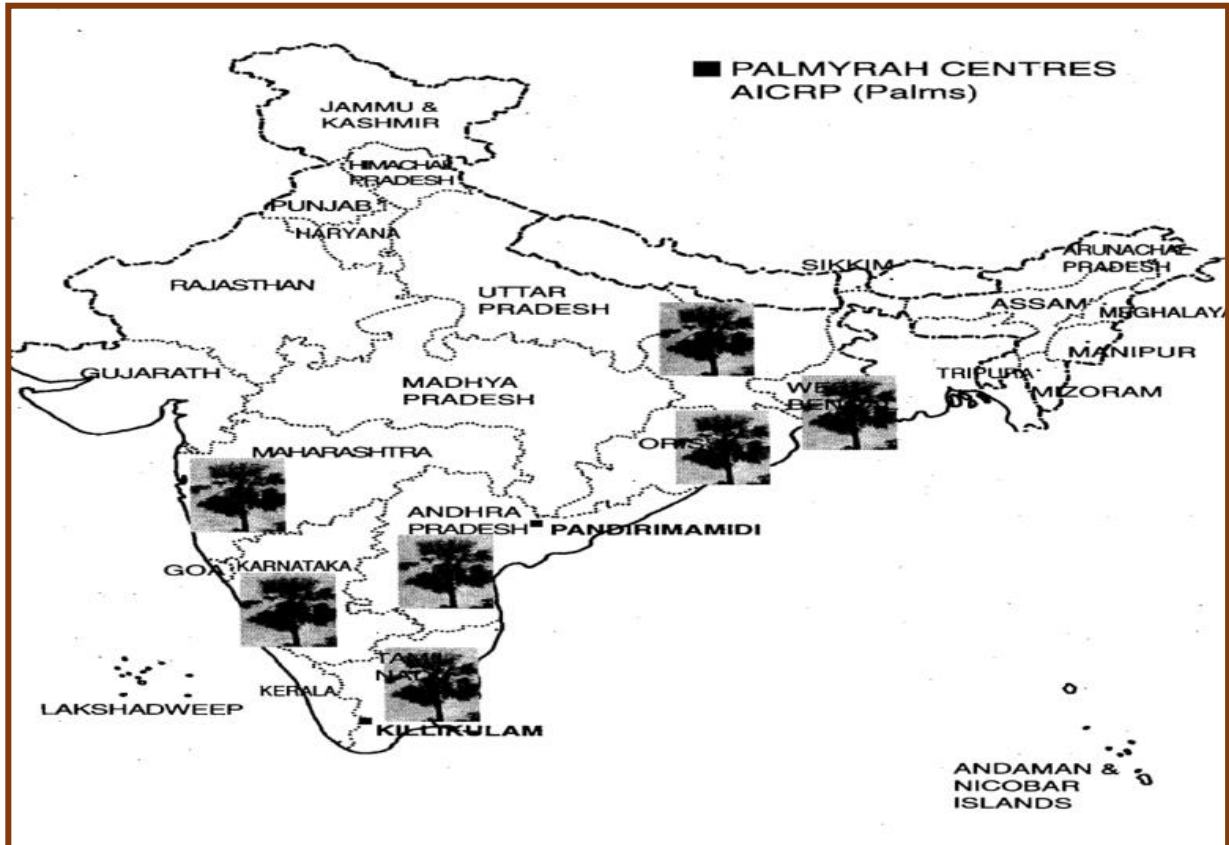 ■ PALMYRAH CENTRES
AICRP (Palms)
JAMMU &
KASHMIR
HIMACHAL
PRADESH
PUNJAB
HARYANA
RAJASTHAN
UTTAR
PRADESH
SIKKIM
ARUNACHAL
PRADESH
ASSAM
MEGHALAYA
MANIPUR
TRIPURA
MIZORAM
GUJARATH
MADHYA
PRADESH
MAHARASHTRA
ANDHRA
PRADESH
PANDIRIMAMIDI
GOA
KARNATAKA
KERALA
KILLIKULAM
LAKSHADWEEP
ANDAMAN &
NICOBAR
ISLANDS